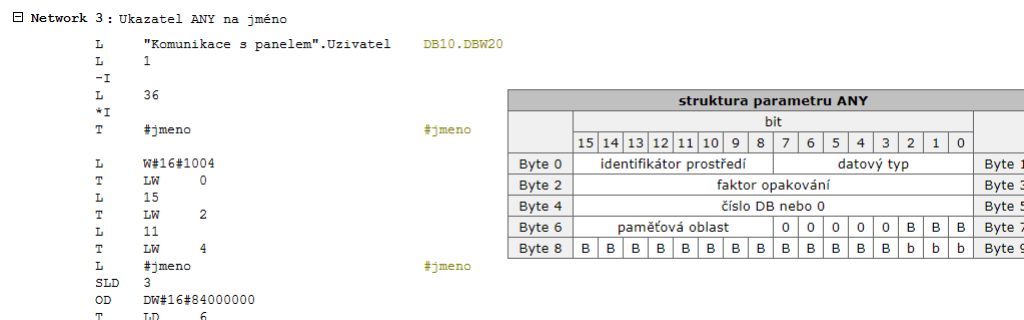 Network 3: Ukazatel ANY na jméno
L "Komunikace s panelem".Uzivatel DB10.DBW20
L 1
-I
L 36
*I
T #jmeno #jmeno
L W#16#1004
T LW 0
L 15
T LW 2
L 11
T LW 4
L #jmeno #jmeno
SLD 3
OD DW#16#84000000
T LD 6
struktura parametru ANY
bit
15 14 13 12 11 10 9 8 7 6 5 4 3 2 1 0
Byte 0 identifikátor prostředí datový typ Byte 1
Byte 2 faktor opakování Byte 3
Byte 4 číslo DB nebo 0 Byte 5
Byte 6 paměťová oblast 0 0 0 0 0 B B B Byte 7
Byte 8 B B B B B B B B B B B B B b b b Byte 9